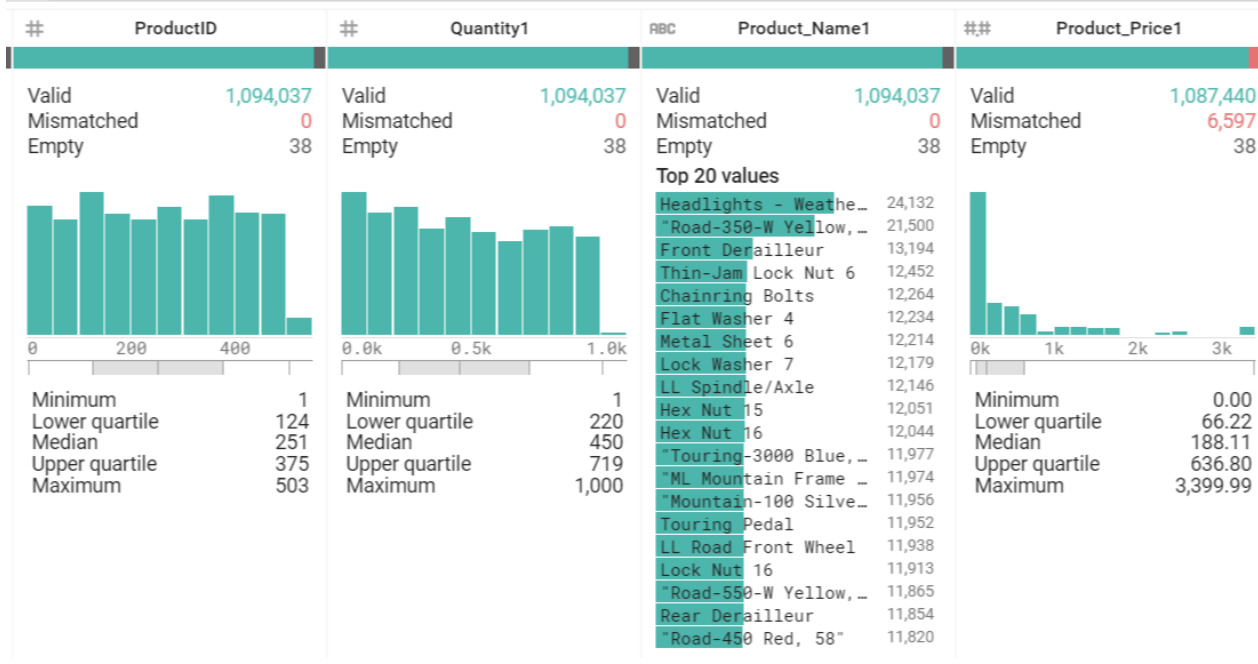 # ProductID
# Quantity1
ABC Product_Name1
#.# Product_Price1
Valid 1,094,037
Mismatched 0
Empty 38
0 200 400
Minimum 1
Lower quartile 124
Median 251
Upper quartile 375
Maximum 503
Valid 1,094,037
Mismatched 0
Empty 38
0.0k 0.5k 1.0k
Minimum 1
Lower quartile 220
Median 450
Upper quartile 719
Maximum 1,000
Valid 1,094,037
Mismatched 0
Empty 38
Top 20 values
Headlights - Weathe… 24,132
"Road-350-W Yellow,… 21,500
Front Derailleur 13,194
Thin-Jam Lock Nut 6 12,452
Chainring Bolts 12,264
Flat Washer 4 12,234
Metal Sheet 6 12,214
Lock Washer 7 12,179
LL Spindle/Axle 12,146
Hex Nut 15 12,051
Hex Nut 16 12,044
"Touring-3000 Blue,… 11,977
"ML Mountain Frame … 11,974
"Mountain-100 Silve… 11,956
Touring Pedal 11,952
LL Road Front Wheel 11,938
Lock Nut 16 11,913
"Road-550-W Yellow,… 11,865
Rear Derailleur 11,854
"Road-450 Red, 58" 11,820
Valid 1,087,440
Mismatched 6,597
Empty 38
0k 1k 2k 3k
Minimum 0.00
Lower quartile 66.22
Median 188.11
Upper quartile 636.80
Maximum 3,399.99